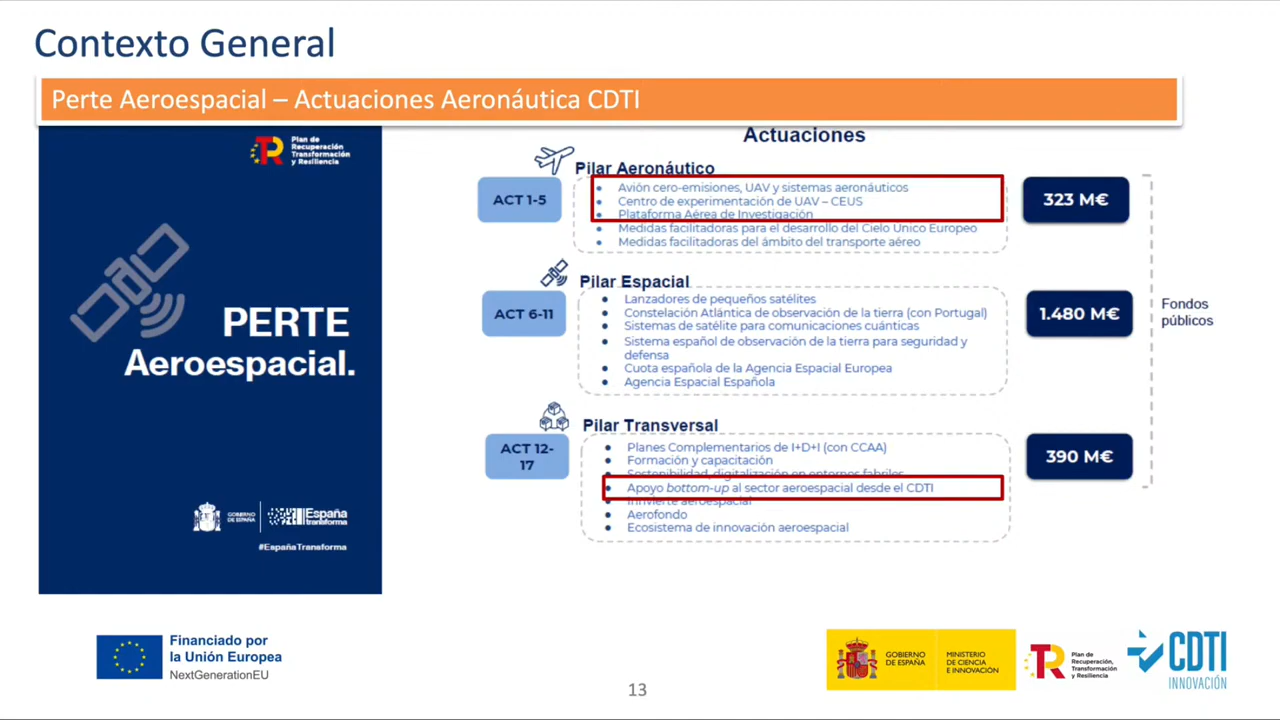 Contexto General
Perte Aeroespacial – Actuaciones Aeronáutica CDTI
Plan de
Recuperación,
Transformación
y Resiliencia
PERTE
Aeroespacial.
GOBIERNO
DE ESPAÑA
España
transforma
#EspañaTransforma
Actuaciones
Pilar Aeronáutico
ACT 1-5
Avión cero-emisiones, UAV y sistemas aeronáuticos
Centro de experimentación de UAV – CEUS
Plataforma Aérea de Investigación
Medidas facilitadoras para el desarrollo del Cielo Único Europeo
Medidas facilitadoras del ámbito del transporte aéreo
323 M€
Pilar Espacial
ACT 6-11
Lanzadores de pequeños satélites
Constelación Atlántica de observación de la tierra (con Portugal)
Sistemas de satélite para comunicaciones cuánticas
Sistema español de observación de la tierra para seguridad y
defensa
Cuota española de la Agencia Espacial Europea
Agencia Espacial Española
1.480 M€
Fondos
públicos
Pilar Transversal
ACT 12-
17
Planes Complementarios de I+D+I (con CCAA)
Formación y capacitación
Sostenibilidad, digitalización en entornos fabriles
Apoyo bottom-up al sector aeroespacial desde el CDTI
Innvierte aeroespacial
Aerofondo
Ecosistema de innovación aeroespacial
390 M€
Financiado por
la Unión Europea
NextGenerationEU
13
GOBIERNO
DE ESPAÑA
MINISTERIO
DE CIENCIA
E INNOVACIÓN
Plan de
Recuperación,
Transformación
y Resiliencia
CDTI
INNOVACIÓN